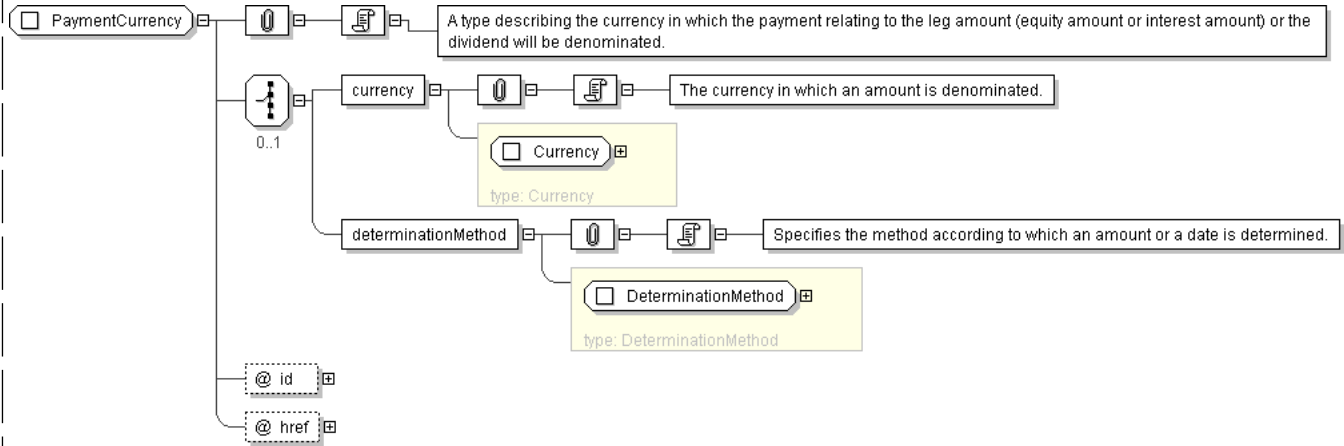 PaymentCurrency
A type describing the currency in which the payment relating to the leg amount (equity amount or interest amount) or the
dividend will be denominated.
currency
The currency in which an amount is denominated.
0..1
Currency
type: Currency
determinationMethod
Specifies the method according to which an amount or a date is determined.
DeterminationMethod
type: DeterminationMethod
@ id
@ href